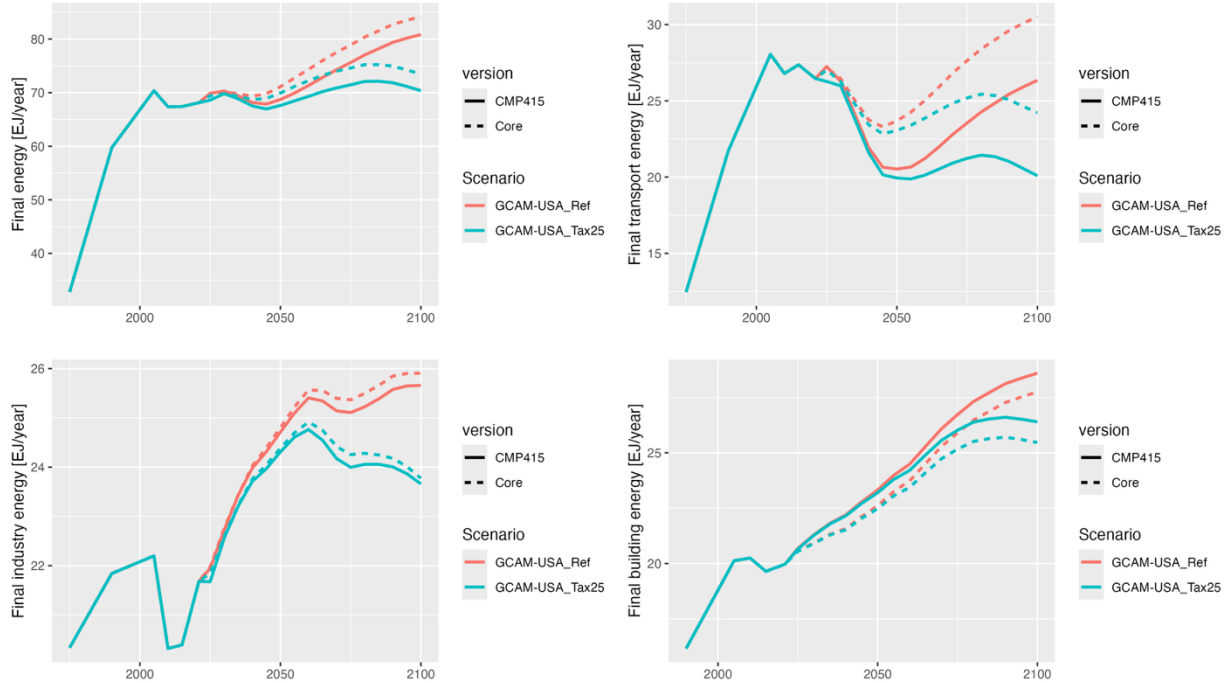 Final energy [EJ/year]
80
70
60
50
40
2000
2050
2100
version
CMP415
Core
Scenario
GCAM-USA_Ref
GCAM-USA_Tax25
Final transport energy [EJ/year]
30
25
20
15
2000
2050
2100
version
CMP415
Core
Scenario
GCAM-USA_Ref
GCAM-USA_Tax25
Final industry energy [EJ/year]
26
24
22
2000
2050
2100
version
CMP415
Core
Scenario
GCAM-USA_Ref
GCAM-USA_Tax25
Final building energy [EJ/year]
25
20
2000
2050
2100
version
CMP415
Core
Scenario
GCAM-USA_Ref
GCAM-USA_Tax25